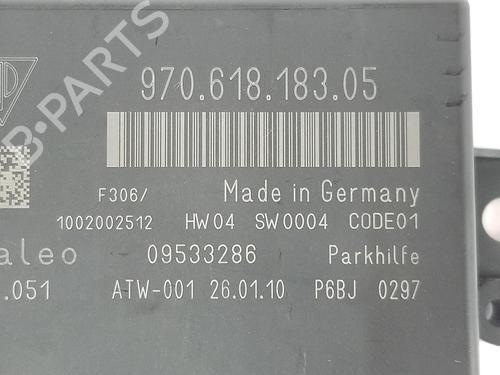 B-PARTS
970.618.183.05
F306/ Made in Germany
1002002512 HW04 SW0004 CODE01
aleo 09533286 Parkhilfe
.051 ATW-001 26.01.10 P6BJ 0297